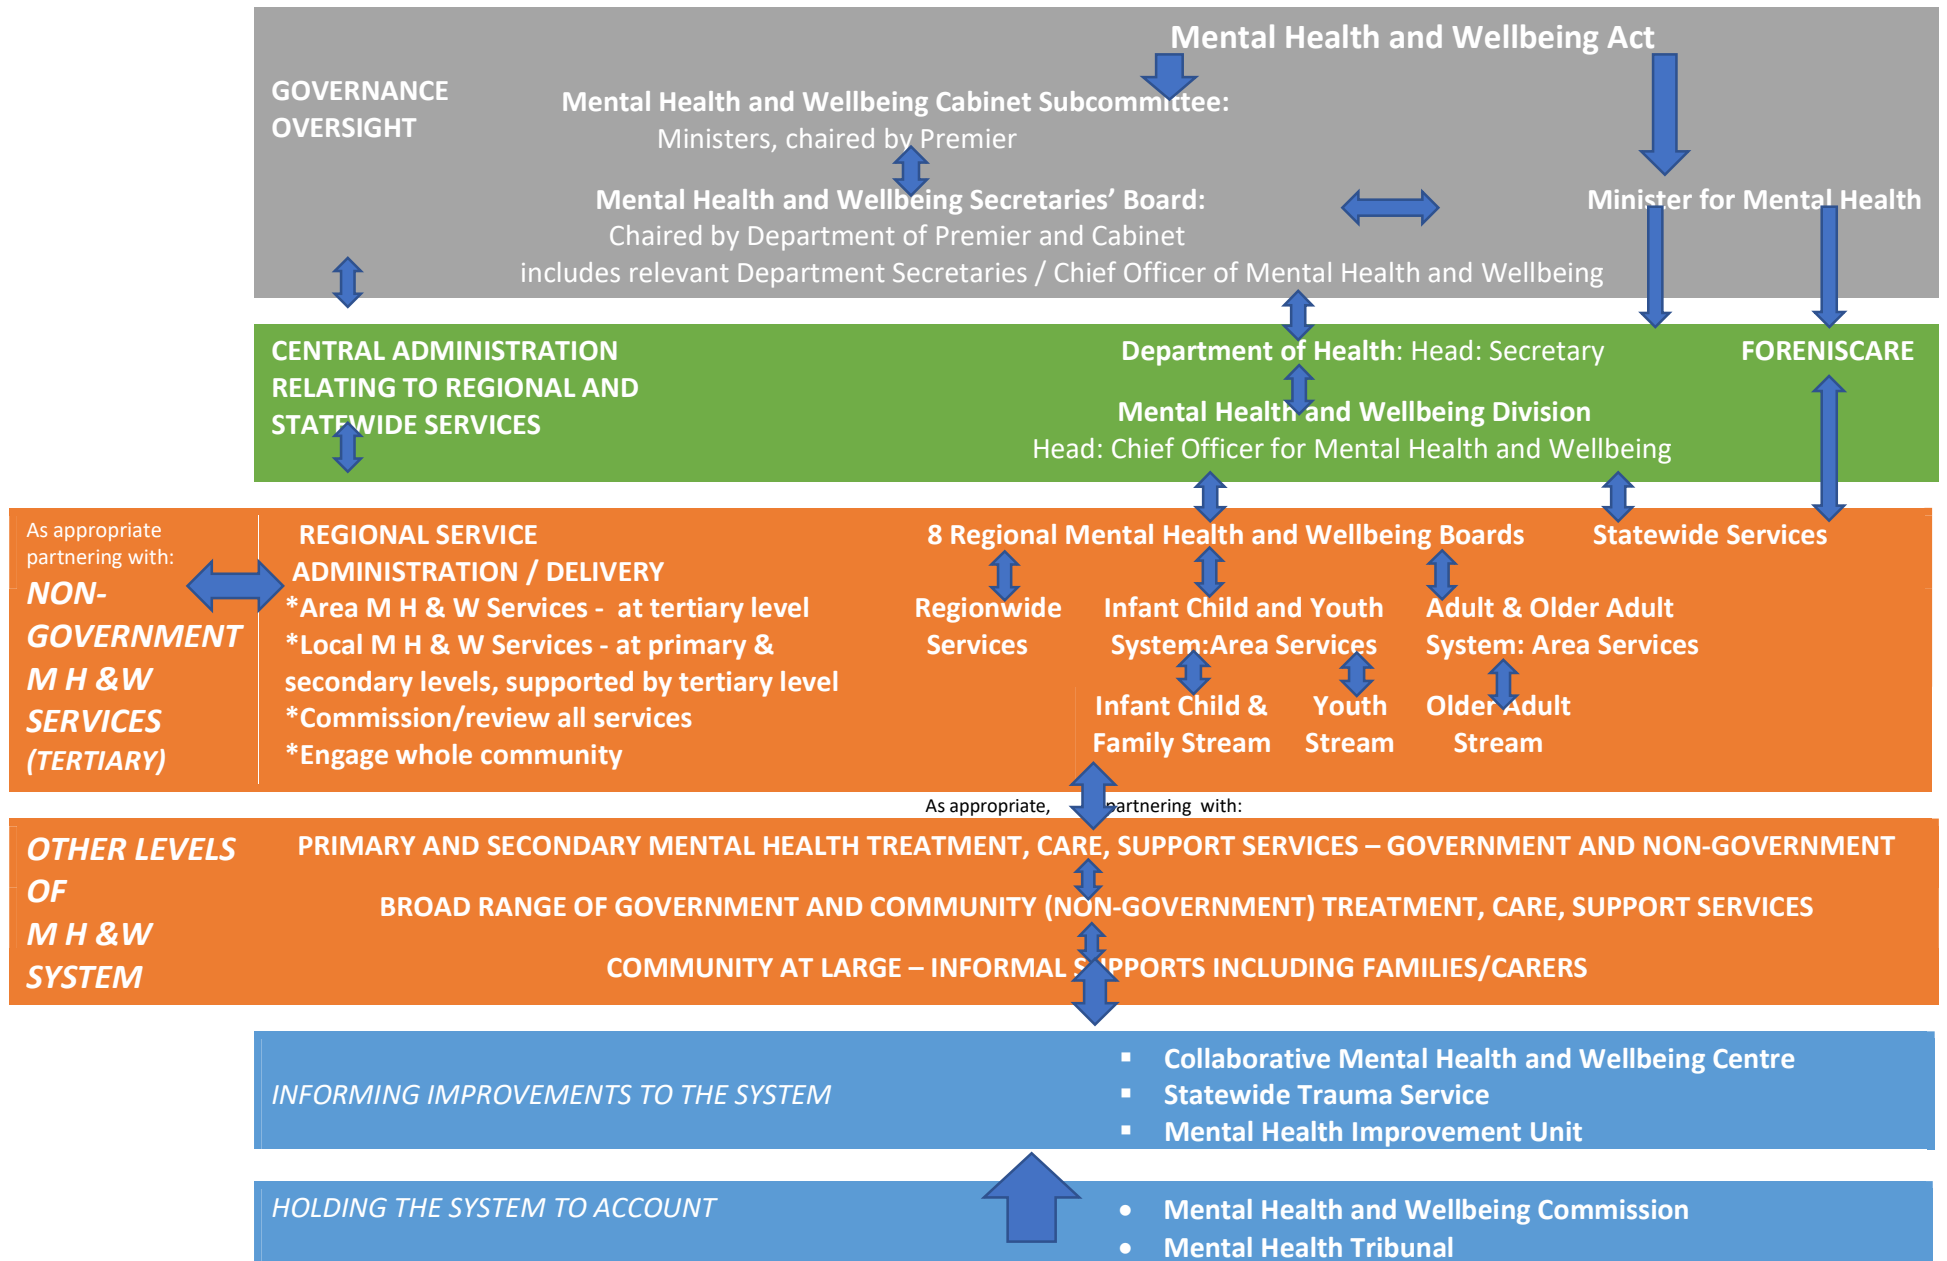 Mental Health and Wellbeing Act
GOVERNANCE
OVERSIGHT
Mental Health and Wellbeing Cabinet Subcommittee:
Ministers, chaired by Premier
Mental Health and Wellbeing Secretaries’ Board:
Chaired by Department of Premier and Cabinet
includes relevant Department Secretaries / Chief Officer of Mental Health and Wellbeing
Minister for Mental Health
CENTRAL ADMINISTRATION
RELATING TO REGIONAL AND
STATEWIDE SERVICES
Department of Health: Head: Secretary
FORENISCARE
Mental Health and Wellbeing Division
Head: Chief Officer for Mental Health and Wellbeing
As appropriate
partnering with:
NON-
GOVERNMENT
M H &W
SERVICES
(TERTIARY)
REGIONAL SERVICE
ADMINISTRATION / DELIVERY
*Area M H & W Services - at tertiary level
*Local M H & W Services - at primary &
secondary levels, supported by tertiary level
*Commission/review all services
*Engage whole community
8 Regional Mental Health and Wellbeing Boards
Statewide Services
Regionwide
Services
Infant Child and Youth
System:Area Services
Adult & Older Adult
System: Area Services
Infant Child &
Family Stream
Youth
Stream
Older Adult
Stream
As appropriate, partnering with:
OTHER LEVELS
OF
M H &W
SYSTEM
PRIMARY AND SECONDARY MENTAL HEALTH TREATMENT, CARE, SUPPORT SERVICES – GOVERNMENT AND NON-GOVERNMENT
BROAD RANGE OF GOVERNMENT AND COMMUNITY (NON-GOVERNMENT) TREATMENT, CARE, SUPPORT SERVICES
COMMUNITY AT LARGE – INFORMAL SUPPORTS INCLUDING FAMILIES/CARERS
INFORMING IMPROVEMENTS TO THE SYSTEM
▪ Collaborative Mental Health and Wellbeing Centre
▪ Statewide Trauma Service
▪ Mental Health Improvement Unit
HOLDING THE SYSTEM TO ACCOUNT
• Mental Health and Wellbeing Commission
• Mental Health Tribunal